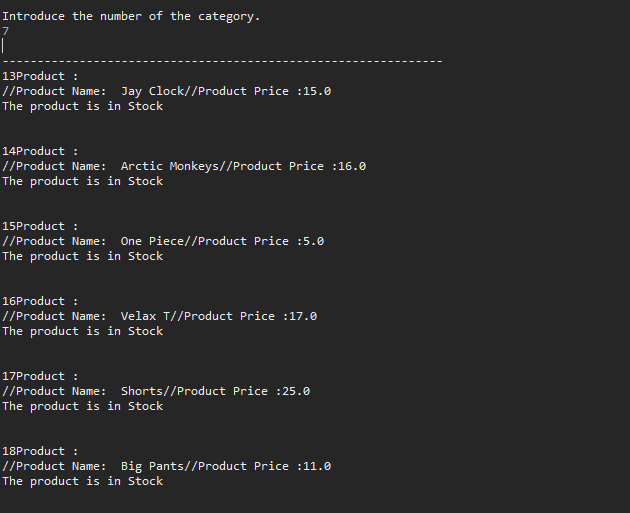 Introduce the number of the category.
7
---------------------------------------------------------------
13Product :
//Product Name:  Jay Clock//Product Price :15.0
The product is in Stock
14Product :
//Product Name:  Arctic Monkeys//Product Price :16.0
The product is in Stock
15Product :
//Product Name:  One Piece//Product Price :5.0
The product is in Stock
16Product :
//Product Name:  Velax T//Product Price :17.0
The product is in Stock
17Product :
//Product Name:  Shorts//Product Price :25.0
The product is in Stock
18Product :
//Product Name:  Big Pants//Product Price :11.0
The product is in Stock